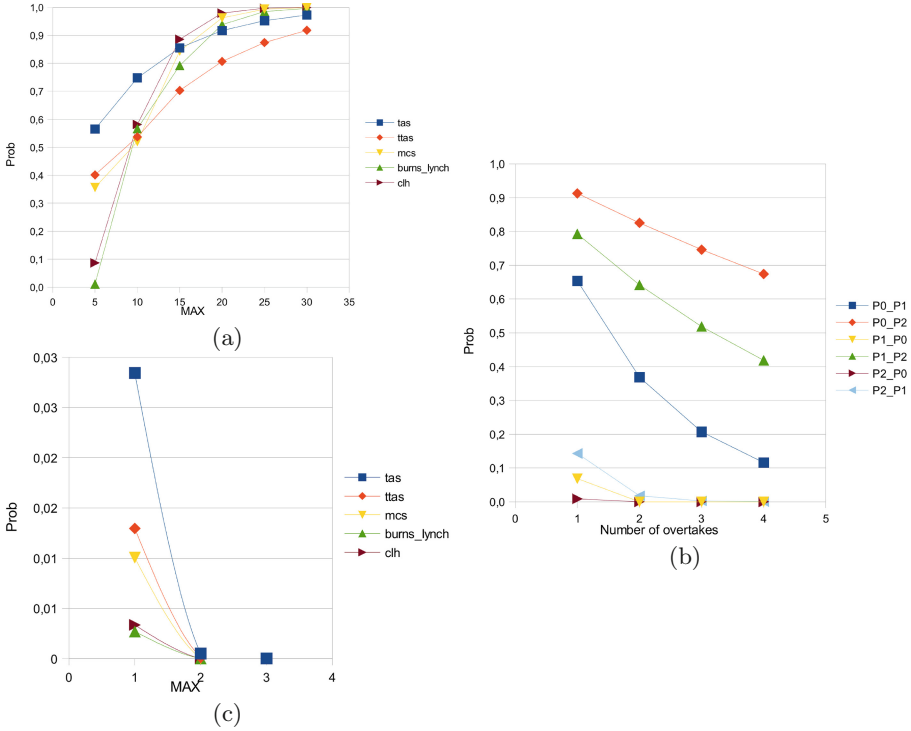 1,0
0,9
0,8
0,7
0,6
0,5
0,4
0,3
0,2
0,1
0,0
Prob
0 5 10 15 20 25 30 35
MAX
tas
ttas
mcs
burns_lynch
clh
(a)
1,0
0,9
0,8
0,7
0,6
0,5
0,4
0,3
0,2
0,1
0,0
Prob
0 1 2 3 4 5
Number of overtakes
P0_P1
P0_P2
P1_P0
P1_P2
P2_P0
P2_P1
(b)
0,03
0,03
0,02
0,02
0,01
0,01
0
Prob
0 1 2 3 4
MAX
tas
ttas
mcs
burns_lynch
clh
(c)